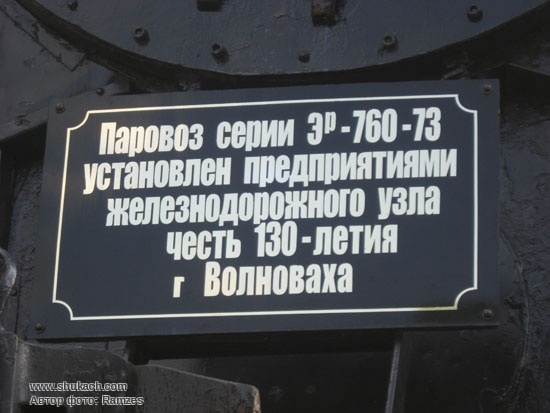 Паровоз серии Эр-760-73
установлен предприятиями
железнодорожного узла
честь 130-летия
г Волноваха
www.shukach.com
Автор фото: Ramzes